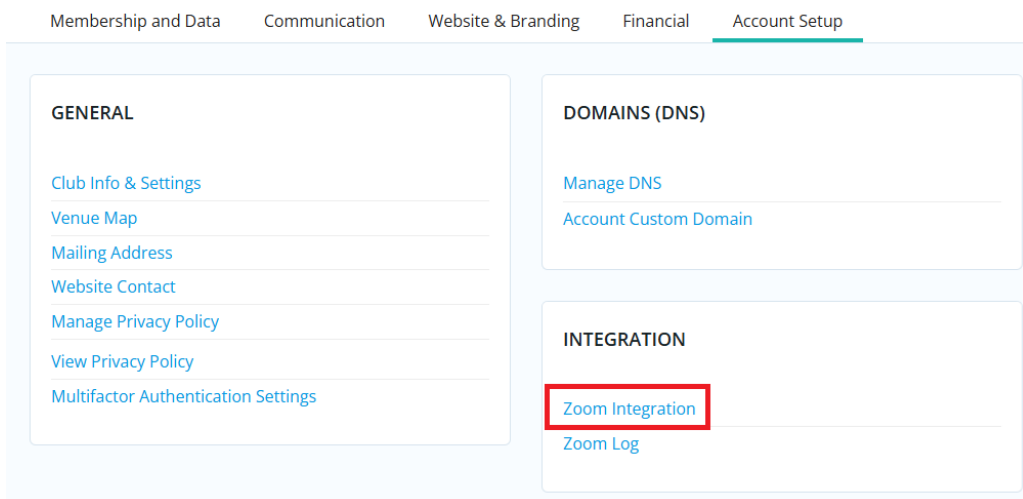 Membership and Data Communication Website & Branding Financial Account Setup
GENERAL
Club Info & Settings
Venue Map
Mailing Address
Website Contact
Manage Privacy Policy
View Privacy Policy
Multifactor Authentication Settings
DOMAINS (DNS)
Manage DNS
Account Custom Domain
INTEGRATION
Zoom Integration
Zoom Log